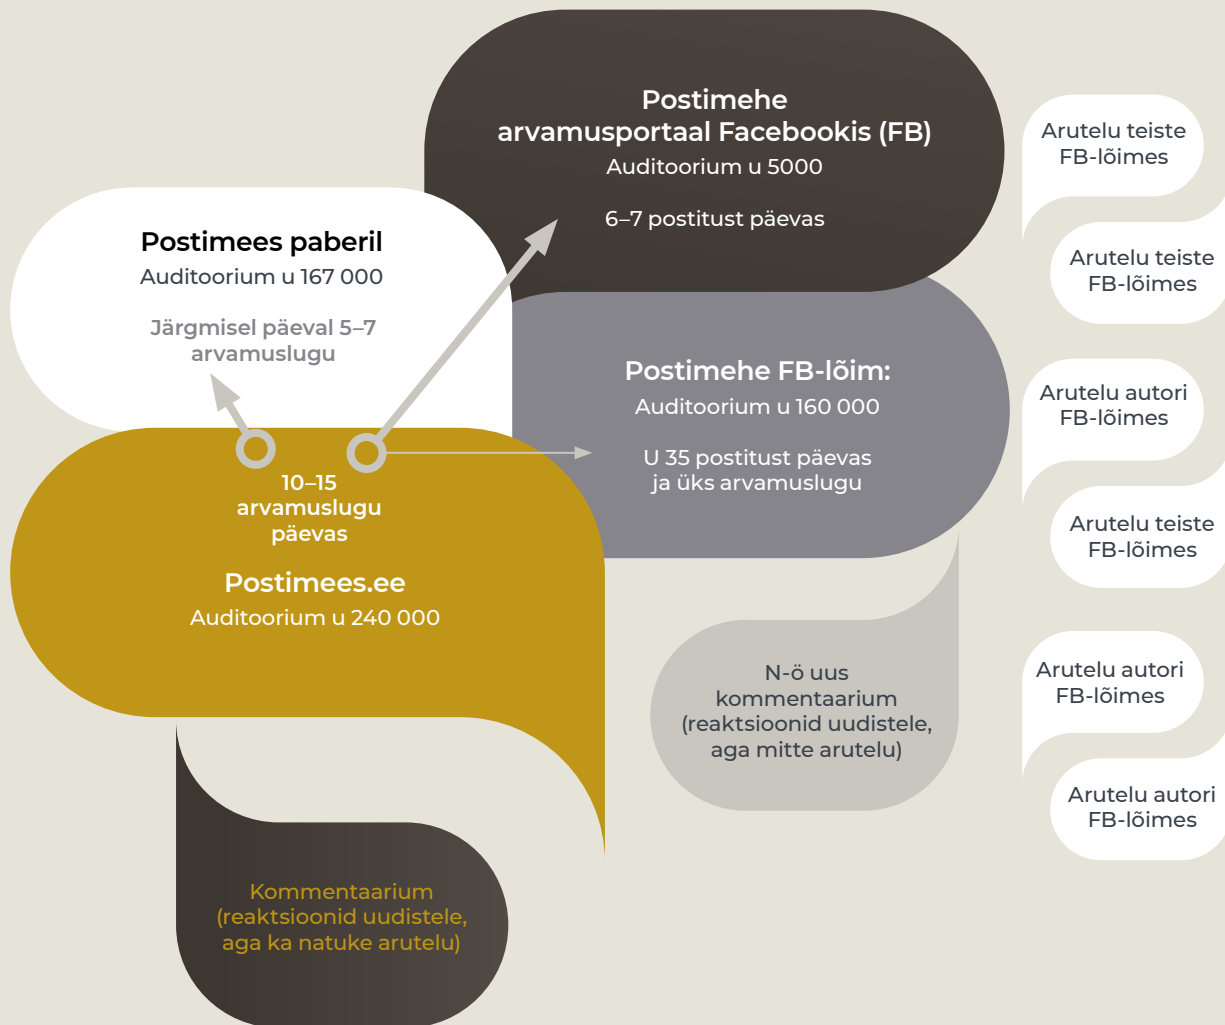 Postimehe
arvamusportaal Facebookis (FB)
Auditoorium u 5000
6–7 postitust päevas
Postimees paberil
Auditoorium u 167 000
Järgmisel päeval 5–7
arvamuslugu
Postimehe FB-lõim:
Auditoorium u 160 000
U 35 postitust päevas
ja üks arvamuslugu
10–15
arvamuslugu
päevas
Postimees.ee
Auditoorium u 240 000
N-ö uus
kommentaarium
(reaktsioonid uudistele,
aga mitte arutelu)
Kommentaarium
(reaktsioonid uudistele,
aga ka natuke arutelu)
Arutelu teiste
FB-lõimes
Arutelu teiste
FB-lõimes
Arutelu autori
FB-lõimes
Arutelu teiste
FB-lõimes
Arutelu autori
FB-lõimes
Arutelu autori
FB-lõimes